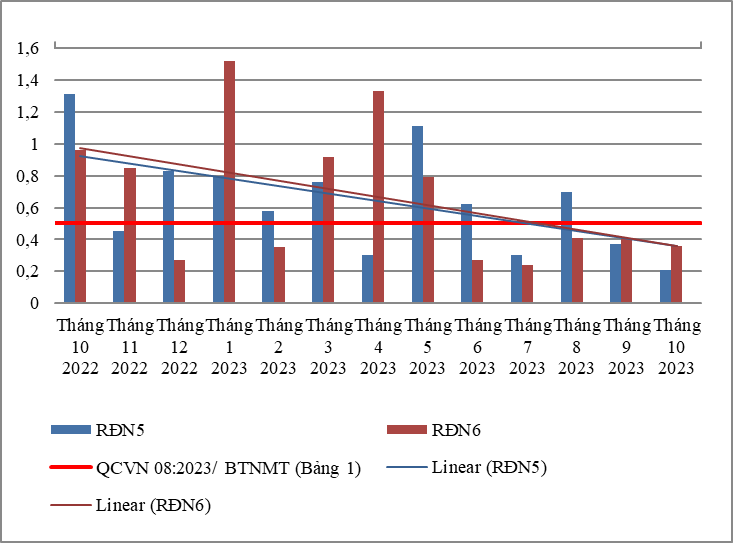 1,6
1,4
1,2
1
0,8
0,6
0,4
0,2
0
Tháng Tháng Tháng Tháng Tháng Tháng Tháng Tháng Tháng Tháng Tháng Tháng Tháng
10 11 12 1 2 3 4 5 6 7 8 9 10
2022 2022 2022 2023 2023 2023 2023 2023 2023 2023 2023 2023 2023
RĐN5 RĐN6
QCVN 08:2023/ BTNMT (Bảng 1) Linear (RĐN5)
Linear (RĐN6)